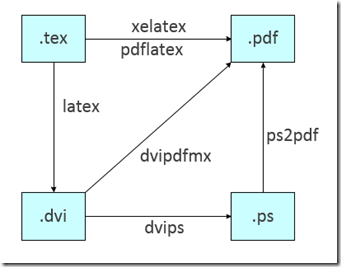 .tex
xelatex
pdflatex
.pdf
latex
dvipdfmx
ps2pdf
.dvi
dvips
.ps